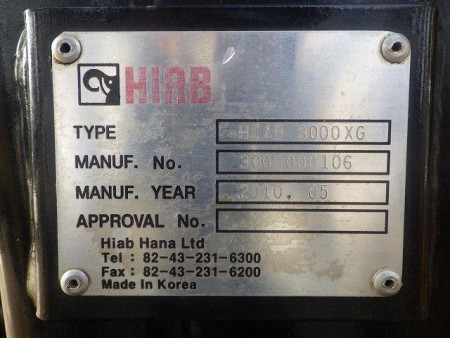 HIAB
TYPE HIAB 3000XG
MANUF. No. 300 000106
MANUF. YEAR 2010. 05
APPROVAL No.
Hiab Hana Ltd
Tel : 82-43-231-6300
Fax : 82-43-231-6200
Made In Korea